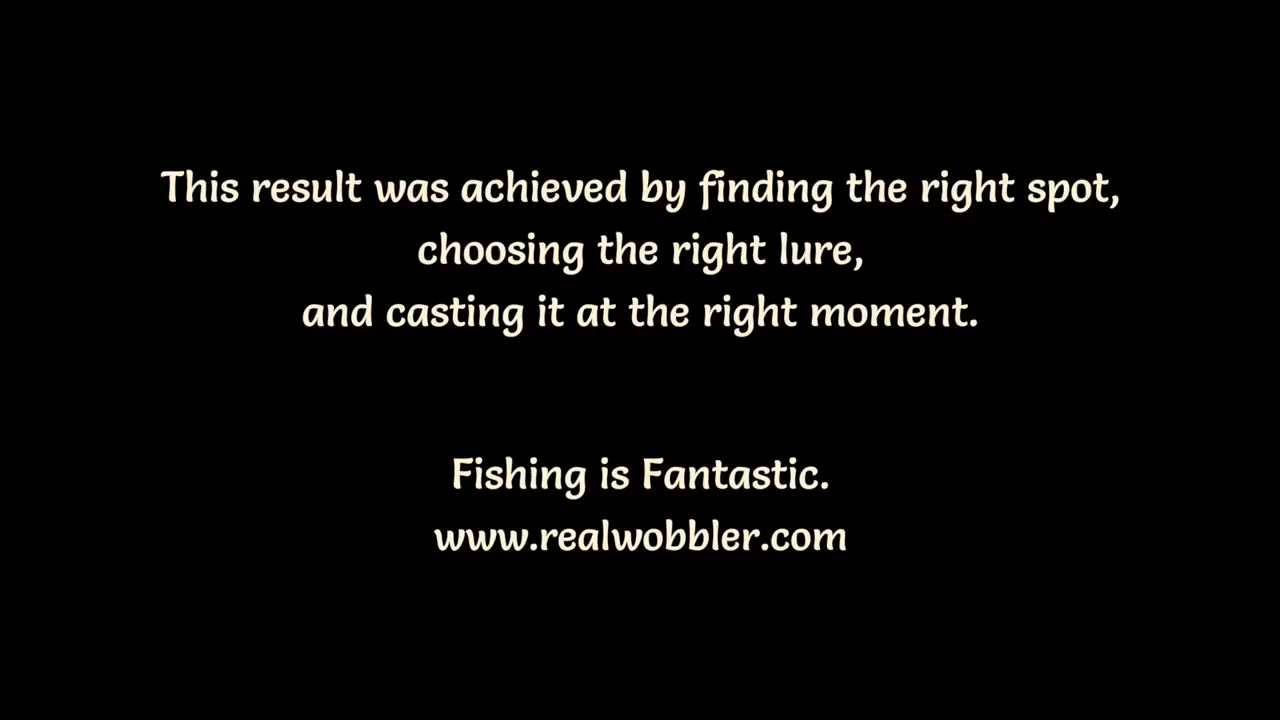 This result was achieved by finding the right spot,
choosing the right lure,
and casting it at the right moment.
Fishing is Fantastic.
www.realwobbler.com